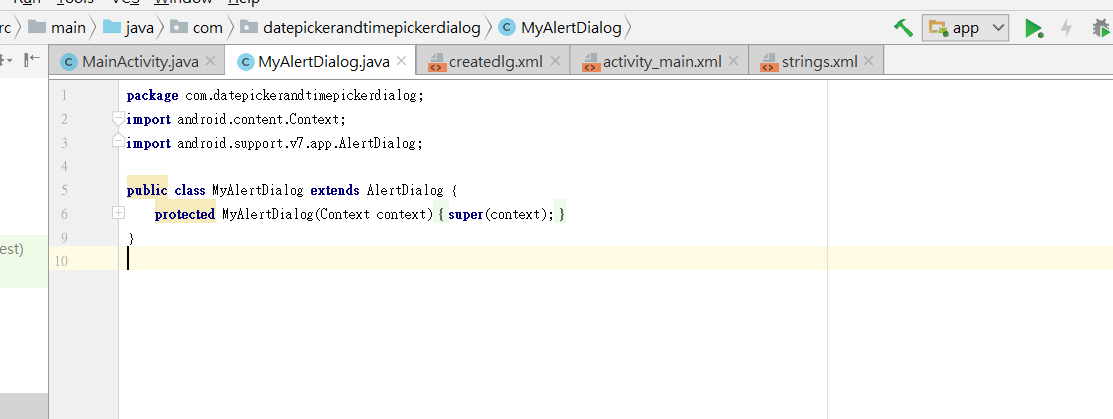 Run Tools VCS Window Help
rc main java com datepickerandtimepickerdialog MyAlertDialog app
MainActivity.java MyAlertDialog.java createdlg.xml activity_main.xml strings.xml
1 package com.datepickerandtimepickerdialog;
2 import android.content.Context;
3 import android.support.v7.app.AlertDialog;
4
5 public class MyAlertDialog extends AlertDialog {
6 protected MyAlertDialog(Context context) { super(context); }
9 }
est)
10